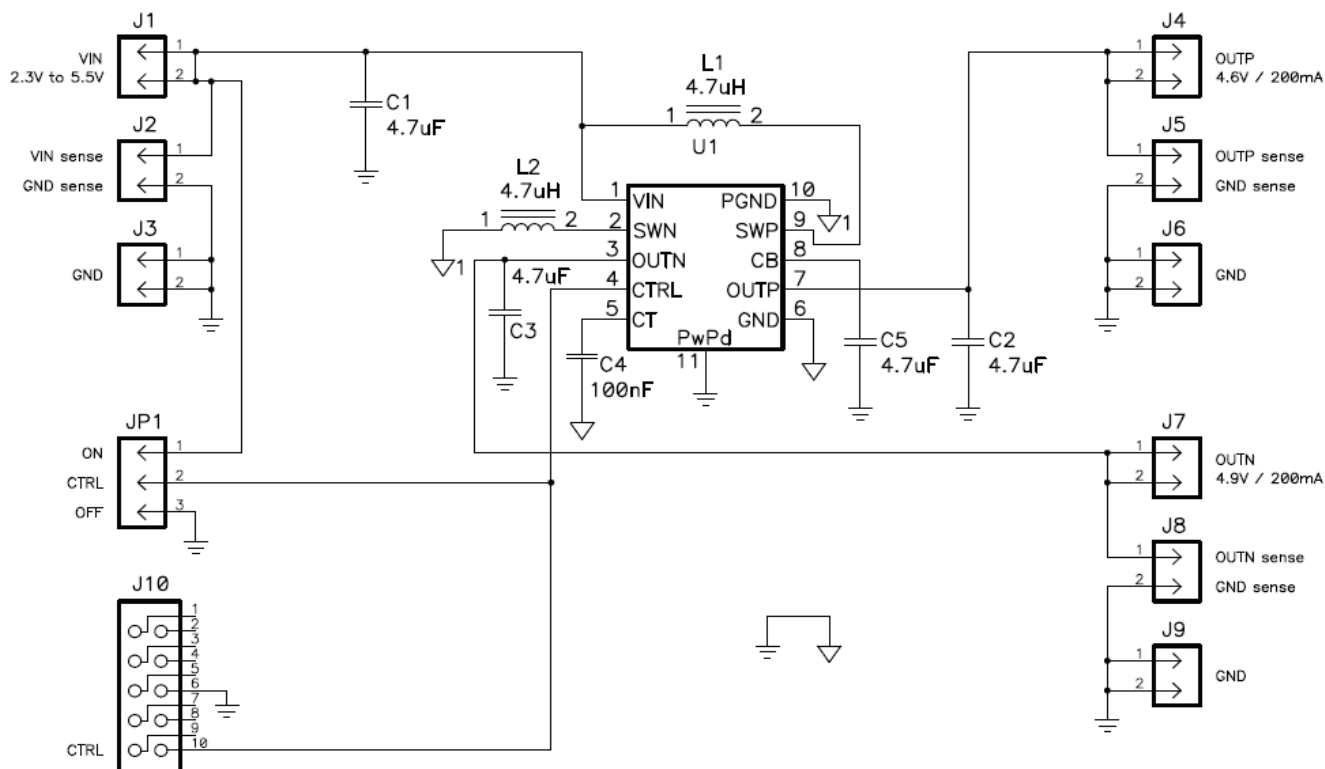 J1
VIN
2.3V to 5.5V
1
2
J2
VIN sense
GND sense
1
2
J3
GND
1
2
C1
4.7uF
L1
4.7uH
1 2
U1
L2
4.7uH
1 2
1
1 VIN
2 SWN
3 OUTN
4 CTRL
5 CT
PGND 10
SWP 9
CB 8
OUTP 7
GND 6
PwPd
11
1
4.7uF
C3
C4
100nF
C5
4.7uF
C2
4.7uF
J4
1
2
OUTP
4.6V / 200mA
J5
1
2
OUTP sense
GND sense
J6
1
2
GND
JP1
ON
CTRL
OFF
1
2
3
J7
1
2
OUTN
4.9V / 200mA
J8
1
2
OUTN sense
GND sense
J9
1
2
GND
J10
1
2
3
4
5
6
7
8
9
10
CTRL